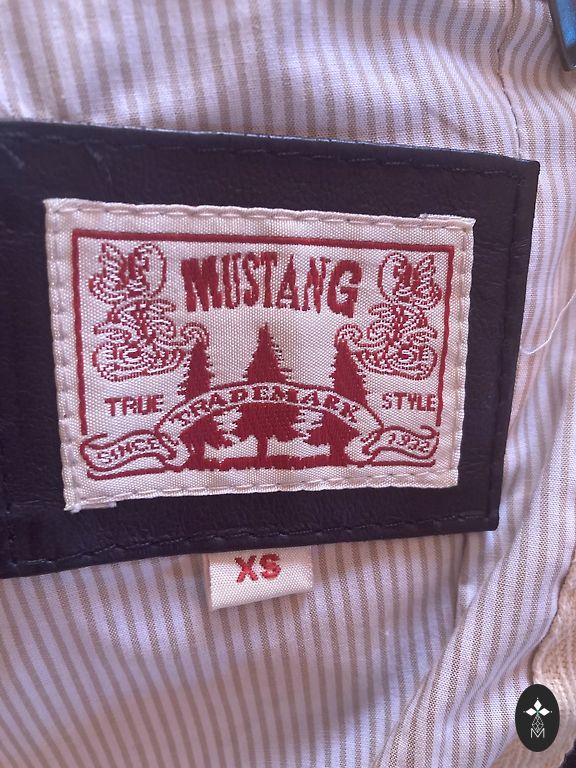 MUSTANG
TRUE STYLE
TRADEMARK
SINCE 1932
XS
M